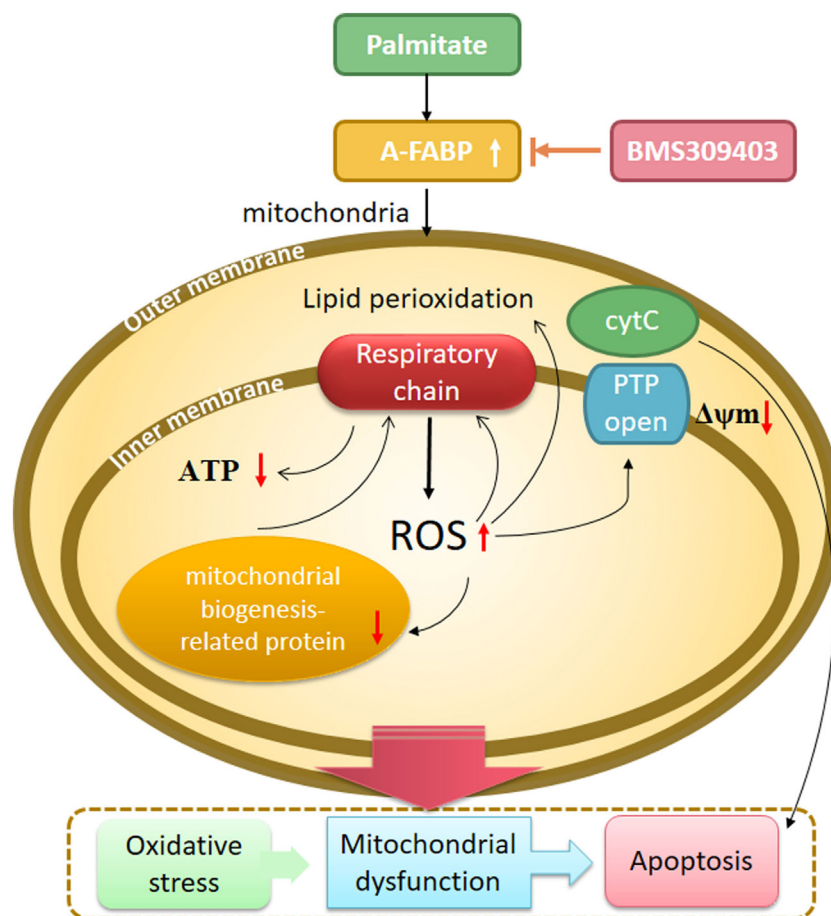 Palmitate
A-FABP
BMS309403
mitochondria
Outer membrane
Lipid perioxidation
cytC
Respiratory
chain
Inner membrane
PTP
open
Δψm
ATP
ROS
mitochondrial
biogenesis-
related protein
Oxidative
stress
Mitochondrial
dysfunction
Apoptosis